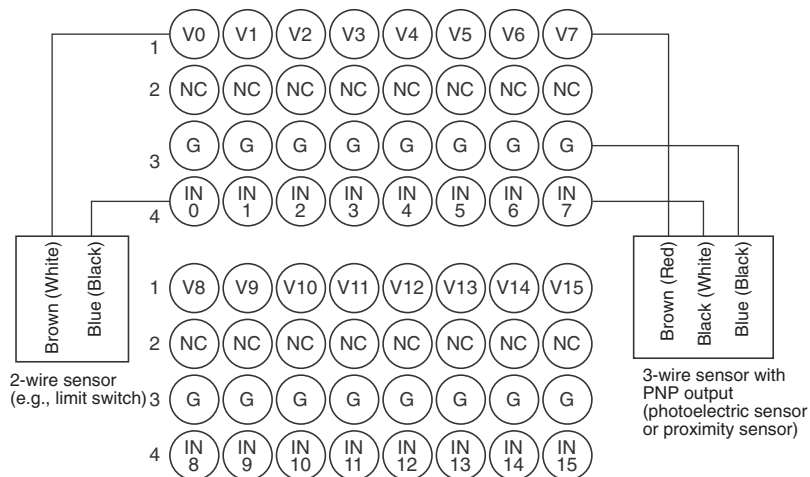 1 V0 V1 V2 V3 V4 V5 V6 V7
2 NC NC NC NC NC NC NC NC
3 G G G G G G G G
4 IN 0 IN 1 IN 2 IN 3 IN 4 IN 5 IN 6 IN 7
Brown (White)
Blue (Black)
2-wire sensor
(e.g., limit switch)
1 V8 V9 V10 V11 V12 V13 V14 V15
2 NC NC NC NC NC NC NC NC
3 G G G G G G G G
4 IN 8 IN 9 IN 10 IN 11 IN 12 IN 13 IN 14 IN 15
Brown (Red)
Black (White)
Blue (Black)
3-wire sensor with
PNP output
(photoelectric sensor
or proximity sensor)